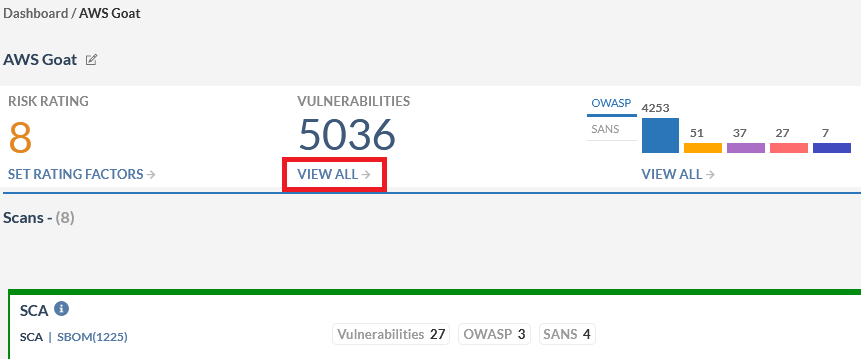 Dashboard / AWS Goat
AWS Goat
RISK RATING
8
SET RATING FACTORS →
VULNERABILITIES
5036
VIEW ALL →
OWASP
SANS
4253
51
37
27
7
VIEW ALL →
Scans - (8)
SCA i
SCA | SBOM(1225)
Vulnerabilities 27 OWASP 3 SANS 4